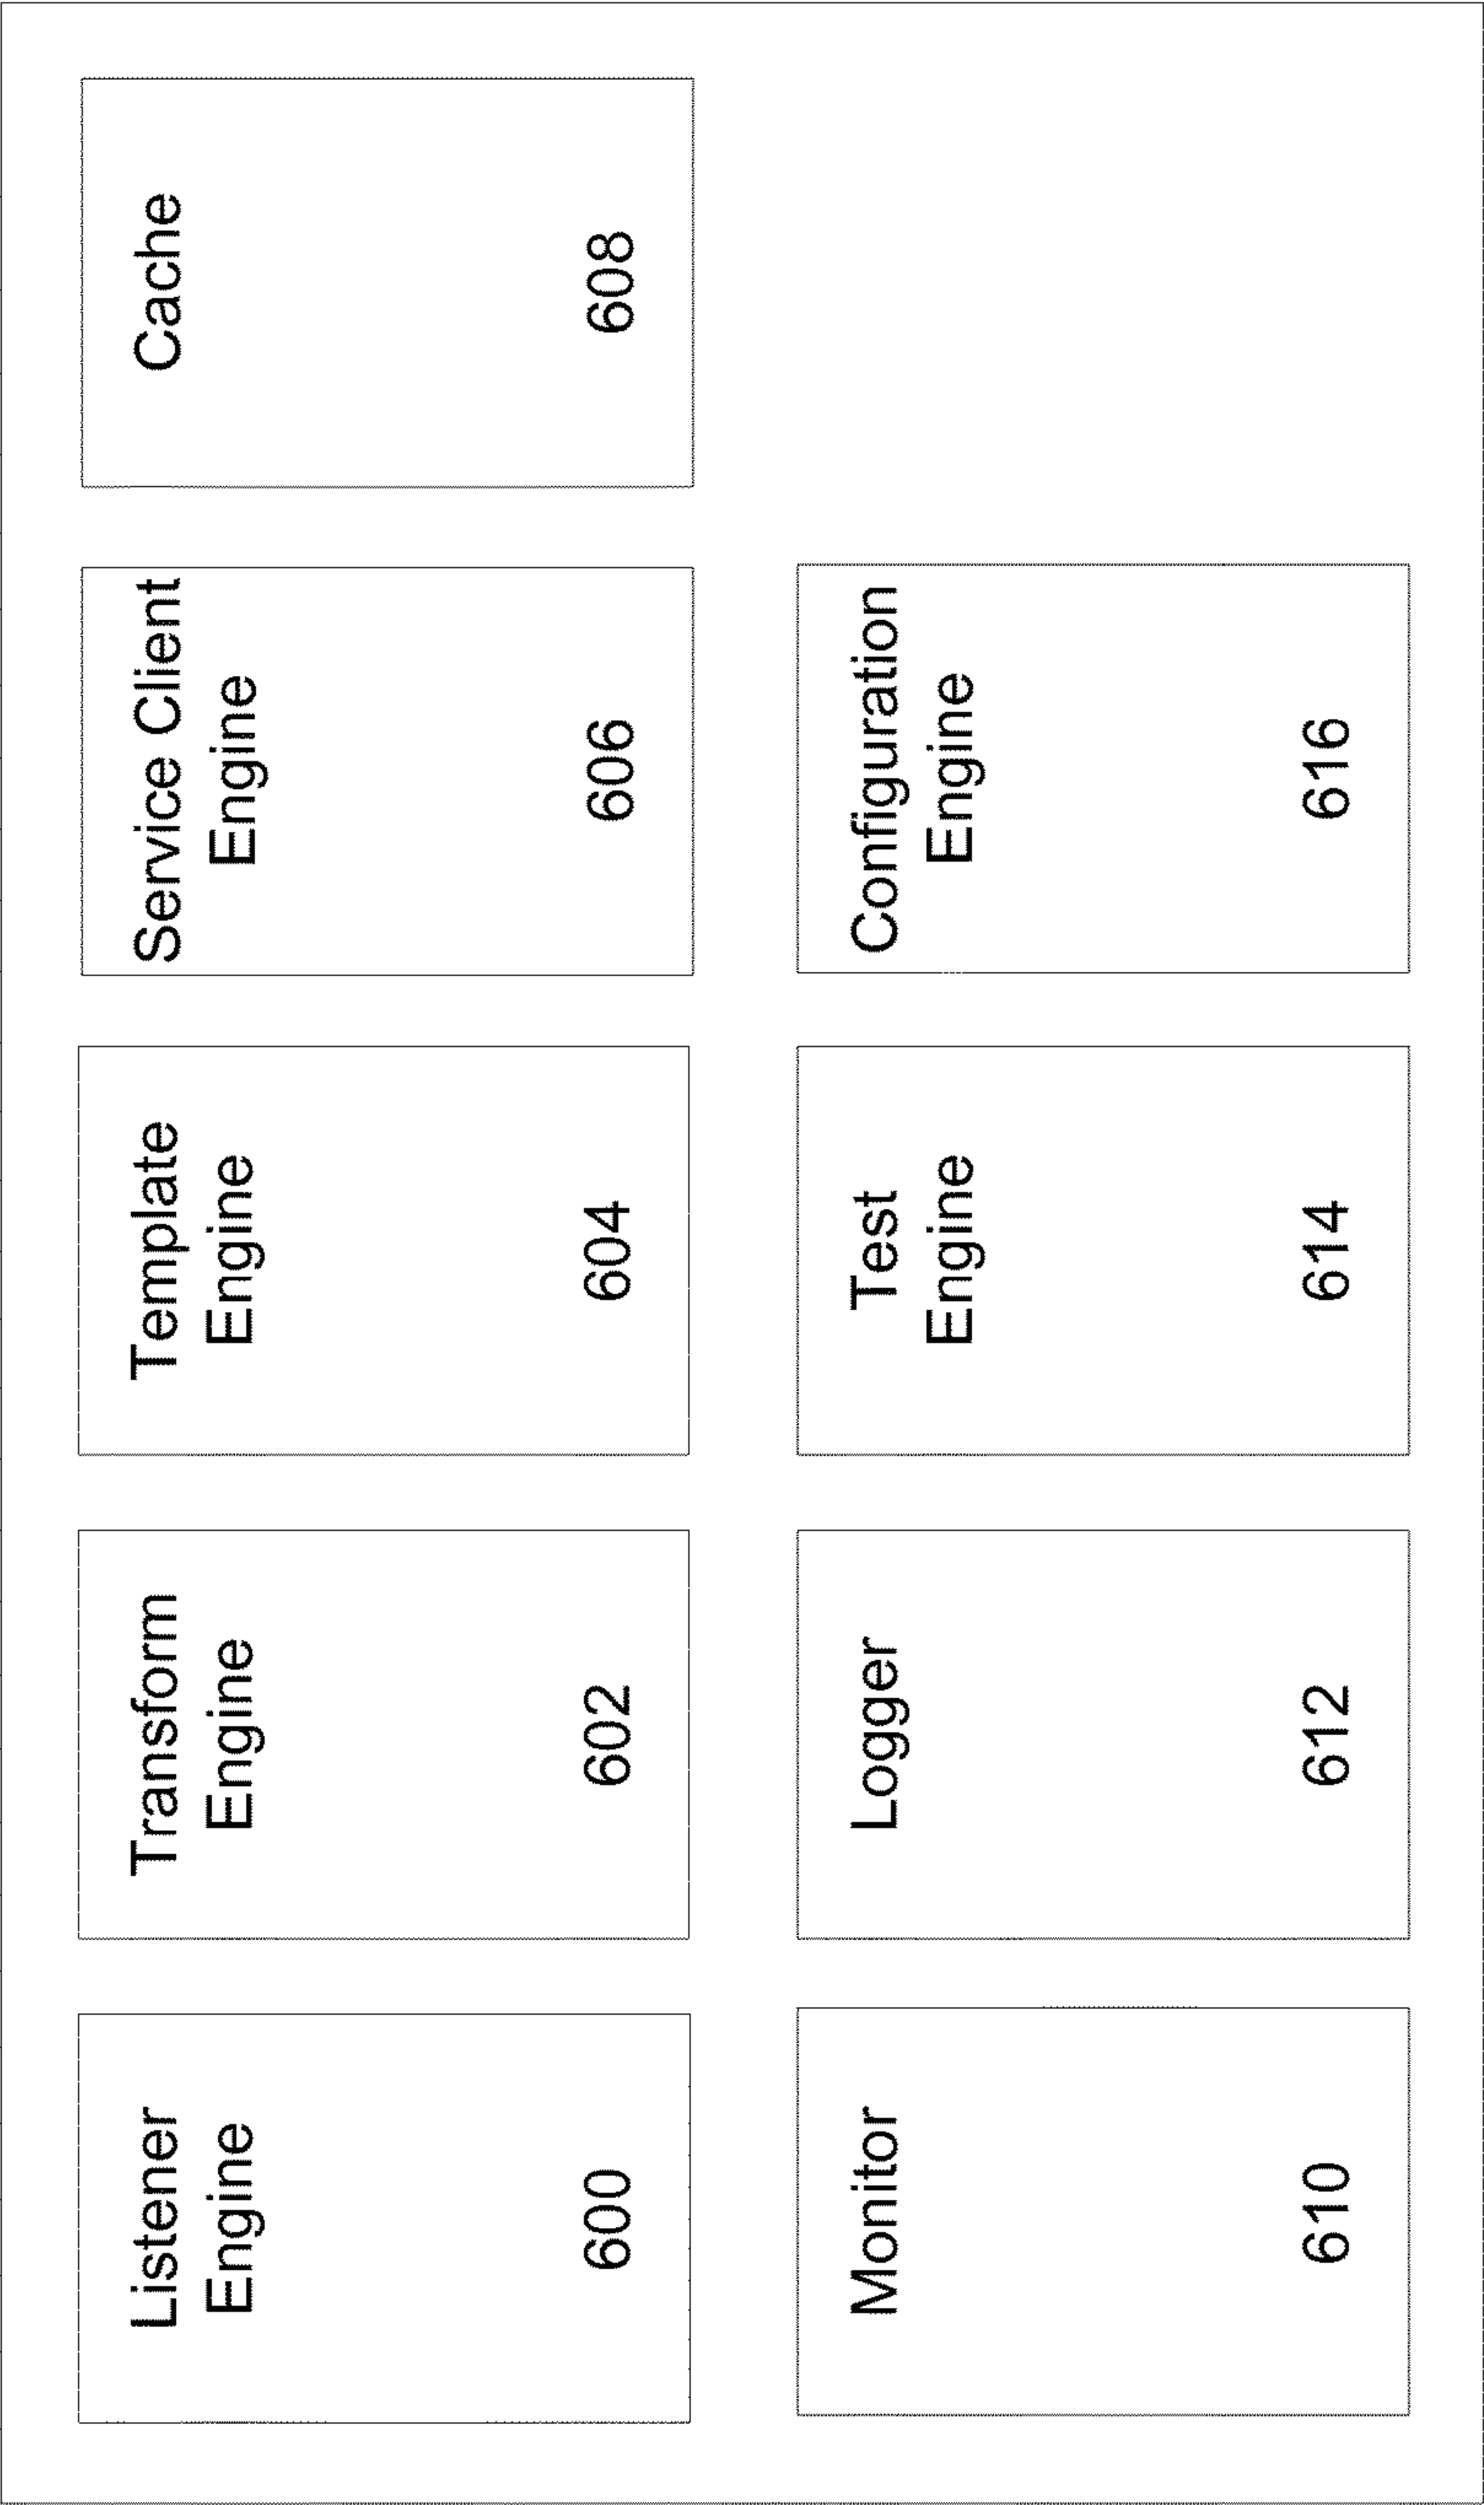 Listener
Engine
600
Transform
Engine
602
Template
Engine
604
Service Client
Engine
606
Cache
608
Monitor
610
Logger
612
Test
Engine
614
Configuration
Engine
616